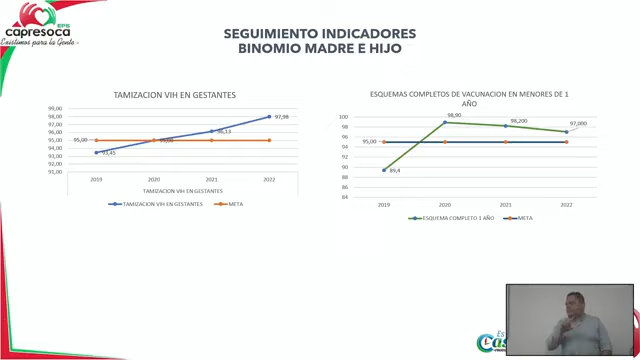 EPS
capresoca
Existimos para la Gente
SEGUIMIENTO INDICADORES
BINOMIO MADRE E HIJO
TAMIZACION VIH EN GESTANTES
99,00
98,00
97,00
96,00
95,00
94,00
93,00
92,00
91,00
95,00
93,45
95,00
96,13
97,98
2019
2020
2021
2022
TAMIZACION VIH EN GESTANTES
TAMIZACION VIH EN GESTANTES
META
ESQUEMAS COMPLETOS DE VACUNACION EN MENORES DE 1
AÑO
100
98
96
94
92
90
88
86
84
95,00
89,4
98,90
98,200
97,000
2019
2020
2021
2022
ESQUEMA COMPLETO 1 AÑO
META
Es